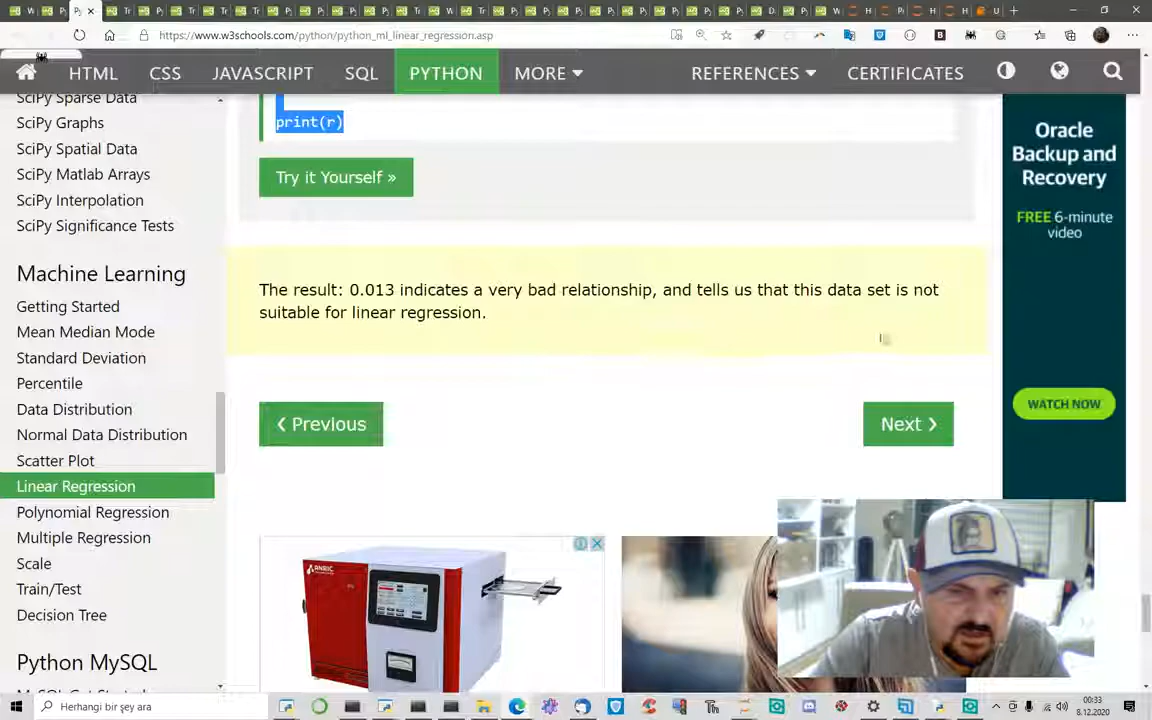 https://www.w3schools.com/python/python_ml_linear_regression.asp
HTML
CSS
JAVASCRIPT
SQL
PYTHON
MORE
REFERENCES
CERTIFICATES
SciPy Sparse Data
SciPy Graphs
SciPy Spatial Data
SciPy Matlab Arrays
SciPy Interpolation
SciPy Significance Tests
Machine Learning
Getting Started
Mean Median Mode
Standard Deviation
Percentile
Data Distribution
Normal Data Distribution
Scatter Plot
Linear Regression
Polynomial Regression
Multiple Regression
Scale
Train/Test
Decision Tree
Python MySQL
print(r)
Try it Yourself »
The result: 0.013 indicates a very bad relationship, and tells us that this data set is not
suitable for linear regression.
❮ Previous
Next ❯
Oracle
Backup and
Recovery
FREE 6-minute
video
WATCH NOW
Herhangi bir şey ara
00:33
8.12.2020